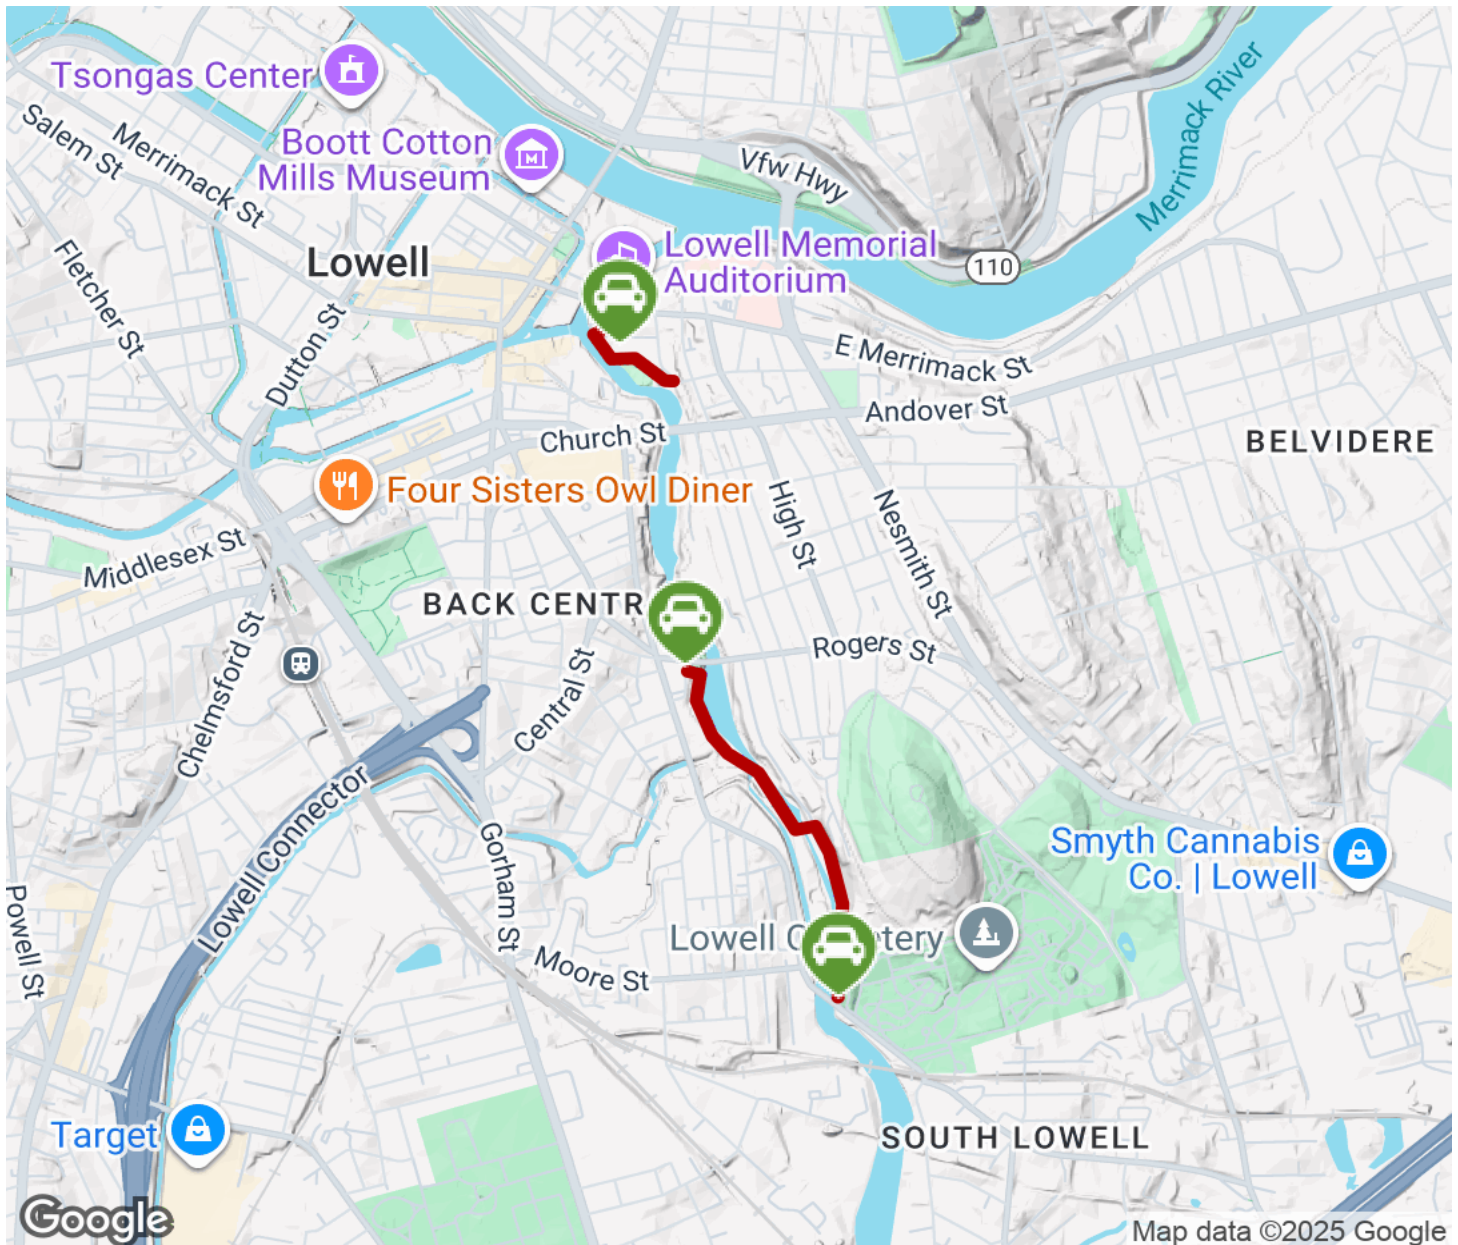 Tsongas Center
Salem St
Merrimack St
Boott Cotton
Mills Museum
Vfw Hwy
Merrimack River
Lowell Memorial
Auditorium
110
Lowell
Fletcher St
Dutton St
E Merrimack St
Andover St
Church St
BELVIDERE
Four Sisters Owl Diner
High St
Nesmith St
Middlesex St
BACK CENTR
Rogers St
Chelmsford St
Central St
Lowell Connector
Gorham St
Smyth Cannabis
Co. | Lowell
Powell St
Lowell C etery
Moore St
Target
SOUTH LOWELL
Google
Map data ©2025 Google